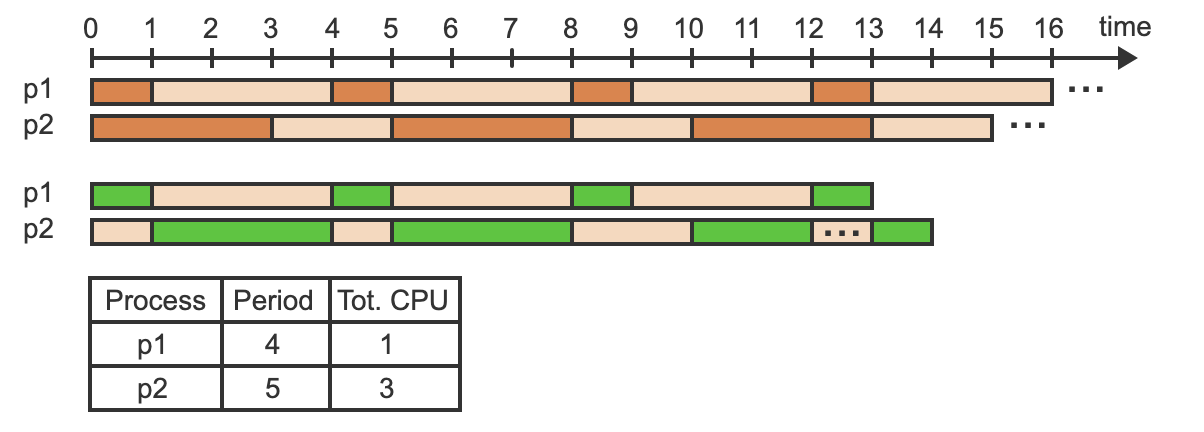 0 1 2 3 4 5 6 7 8 9 10 11 12 13 14 15 16 time
p1 ...
p2 ...
p1
p2 ...
Process Period Tot. CPU
p1 4 1
p2 5 3